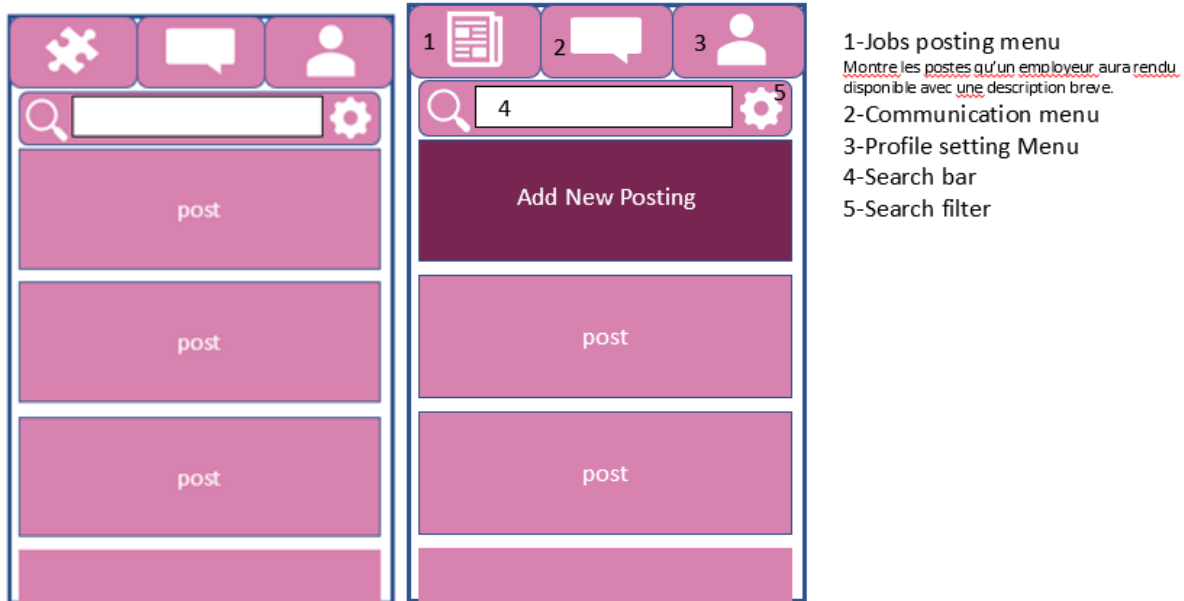 post
post
post
1
2
3
4
5
Add New Posting
post
post
1-Jobs posting menu
Montre les postes qu'un employeur aura rendu
disponible avec une description breve.
2-Communication menu
3-Profile setting Menu
4-Search bar
5-Search filter